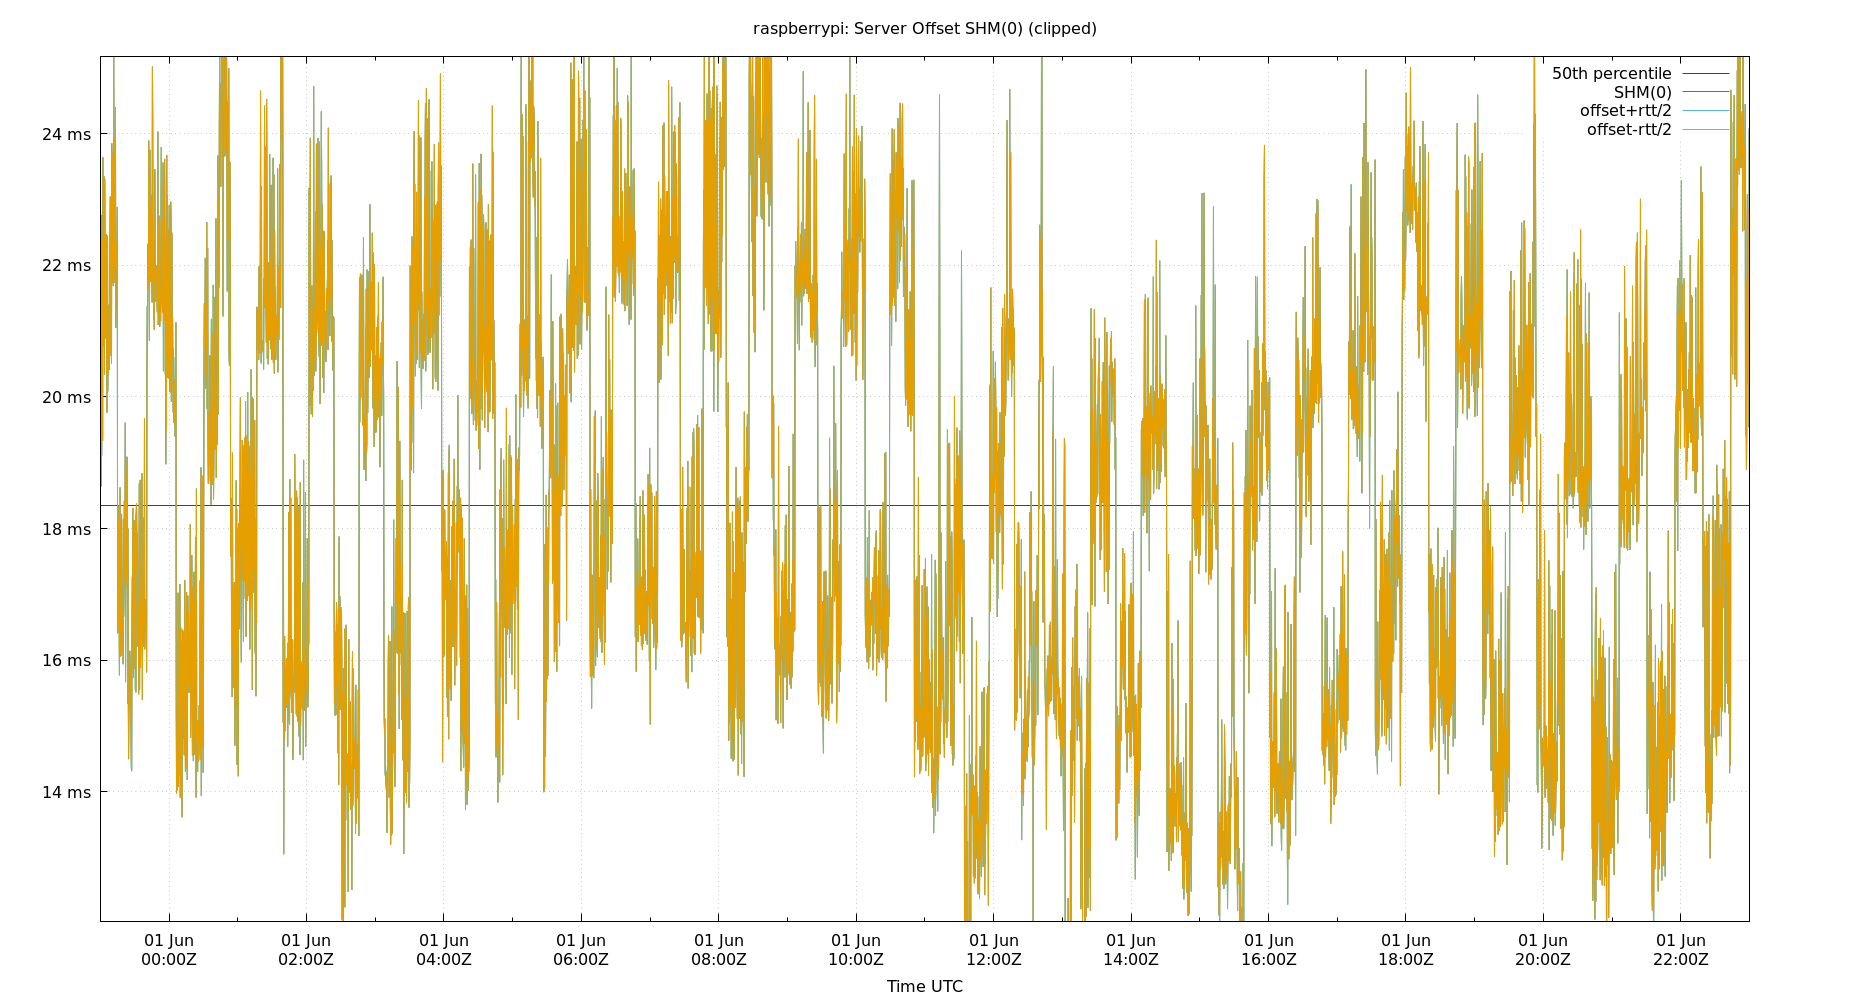 raspberrypi: Server Offset SHM(0) (clipped)
50th percentile
SHM(0)
offset+rtt/2
offset-rtt/2
24 ms
22 ms
20 ms
18 ms
16 ms
14 ms
01 Jun 01 Jun 01 Jun 01 Jun 01 Jun 01 Jun 01 Jun 01 Jun 01 Jun 01 Jun 01 Jun 01 Jun
00:00Z 02:00Z 04:00Z 06:00Z 08:00Z 10:00Z 12:00Z 14:00Z 16:00Z 18:00Z 20:00Z 22:00Z
Time UTC